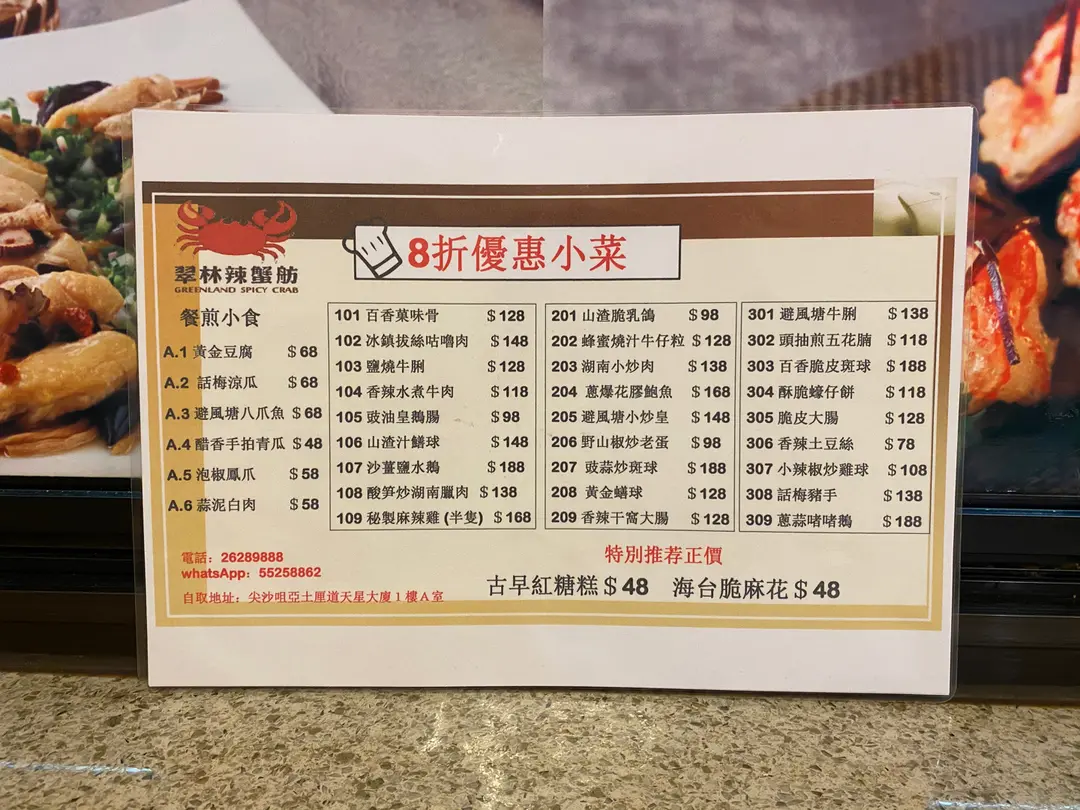 翠林辣蟹舫
GREENLAND SPICY CRAB
8折優惠小菜
餐煎小食
A.1 黃金豆腐 $68
A.2 話梅涼瓜 $68
A.3 避風塘八爪魚 $68
A.4 醋香手拍青瓜 $48
A.5 泡椒鳳爪 $58
A.6 蒜泥白肉 $58
101 百香菓味骨 $128
102 冰鎮拔絲咕嚕肉 $148
103 鹽燒牛脷 $128
104 香辣水煮牛肉 $118
105 豉油皇鵝腸 $98
106 山渣汁鱔球 $148
107 沙薑鹽水鵝 $188
108 酸笋炒湖南臘肉 $138
109 秘製麻辣雞 (半隻) $168
201 山渣脆乳鴿 $98
202 蜂蜜燒汁牛仔粒 $128
203 湖南小炒肉 $138
204 蔥爆花膠鮑魚 $168
205 避風塘小炒皇 $148
206 野山椒炒老蛋 $98
207 豉蒜炒斑球 $188
208 黃金鱔球 $128
209 香辣干窩大腸 $128
301 避風塘牛脷 $138
302 頭抽煎五花腩 $118
303 百香脆皮斑球 $188
304 酥脆蠔仔餅 $118
305 脆皮大腸 $128
306 香辣土豆絲 $78
307 小辣椒炒雞球 $108
308 話梅豬手 $138
309 蔥蒜啫啫鵝 $188
電話：26289888
whatsApp：55258862
自取地址：尖沙咀亞士厘道天星大廈1樓A室
特別推荐正價
古早紅糖糕 $48 海台脆麻花 $48